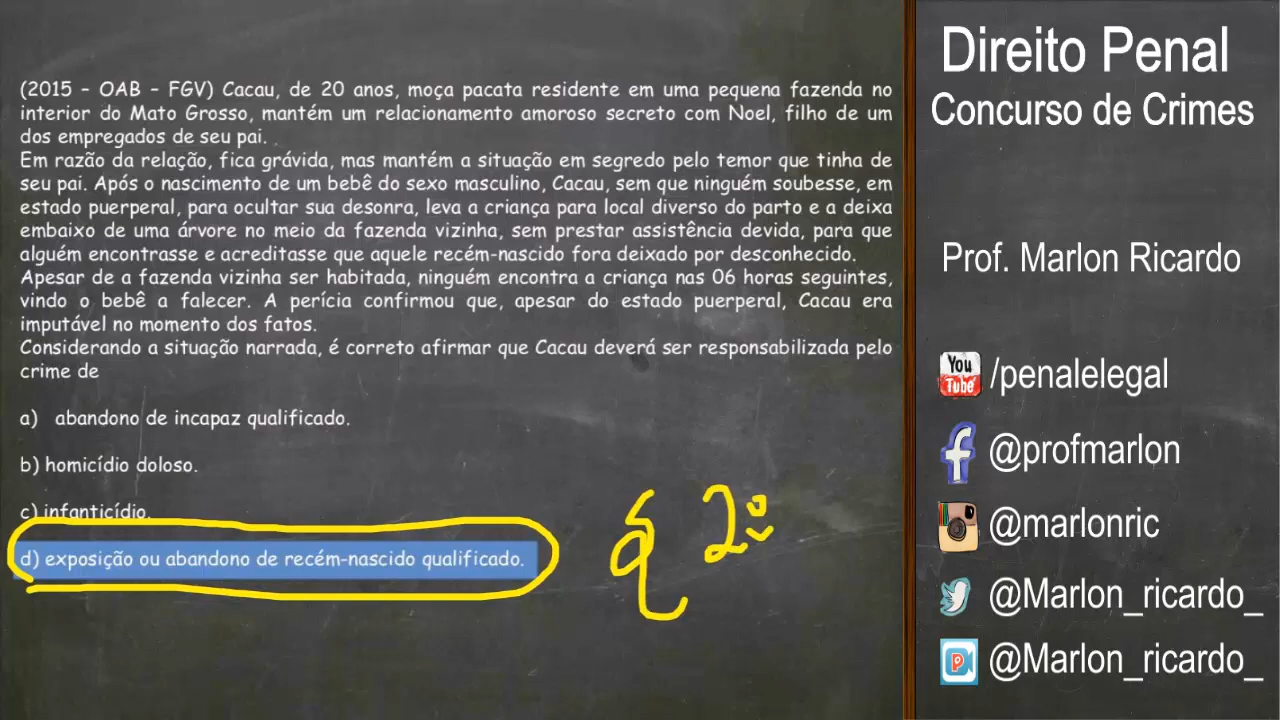 (2015 – OAB – FGV) Cacau, de 20 anos, moça pacata residente em uma pequena fazenda no
interior do Mato Grosso, mantém um relacionamento amoroso secreto com Noel, filho de um
dos empregados de seu pai.
Em razão da relação, fica grávida, mas mantém a situação em segredo pelo temor que tinha de
seu pai. Após o nascimento de um bebê do sexo masculino, Cacau, sem que ninguém soubesse, em
estado puerperal, para ocultar sua desonra, leva a criança para local diverso do parto e a deixa
embaixo de uma árvore no meio da fazenda vizinha, sem prestar assistência devida, para que
alguém encontrasse e acreditasse que aquele recém-nascido fora deixado por desconhecido.
Apesar de a fazenda vizinha ser habitada, ninguém encontra a criança nas 06 horas seguintes,
vindo o bebê a falecer. A perícia confirmou que, apesar do estado puerperal, Cacau era
imputável no momento dos fatos.
Considerando a situação narrada, é correto afirmar que Cacau deverá ser responsabilizada pelo
crime de
a) abandono de incapaz qualificado.
b) homicídio doloso.
c) infanticídio.
d) exposição ou abandono de recém-nascido qualificado.
§ 2º
Direito Penal
Concurso de Crimes
Prof. Marlon Ricardo
You Tube /penalelegal
f @profmarlon
@marlonric
@Marlon_ricardo_
P @Marlon_ricardo_